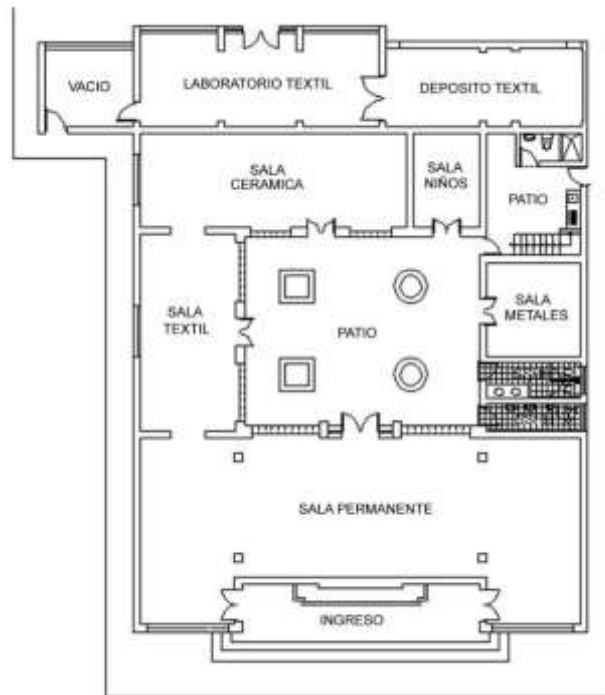 VACIO
LABORATORIO TEXTIL
DEPOSITO TEXTIL
SALA
CERAMICA
SALA
NIÑOS
PATIO
SALA
TEXTIL
PATIO
SALA
METALES
SALA PERMANENTE
INGRESO